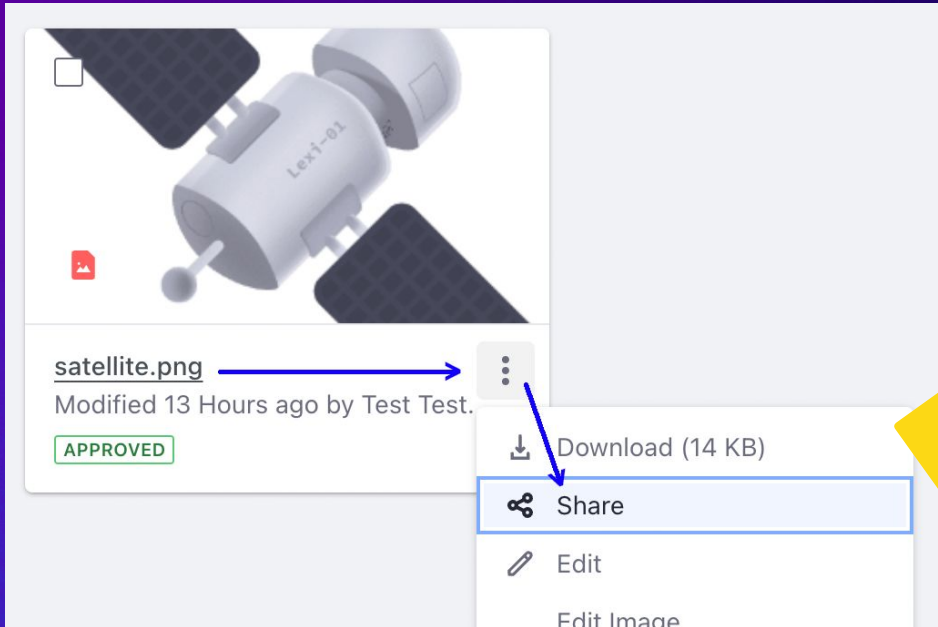 Lexi-01
satellite.png
Modified 13 Hours ago by Test Test.
APPROVED
Download (14 KB)
Share
Edit
Edit Image